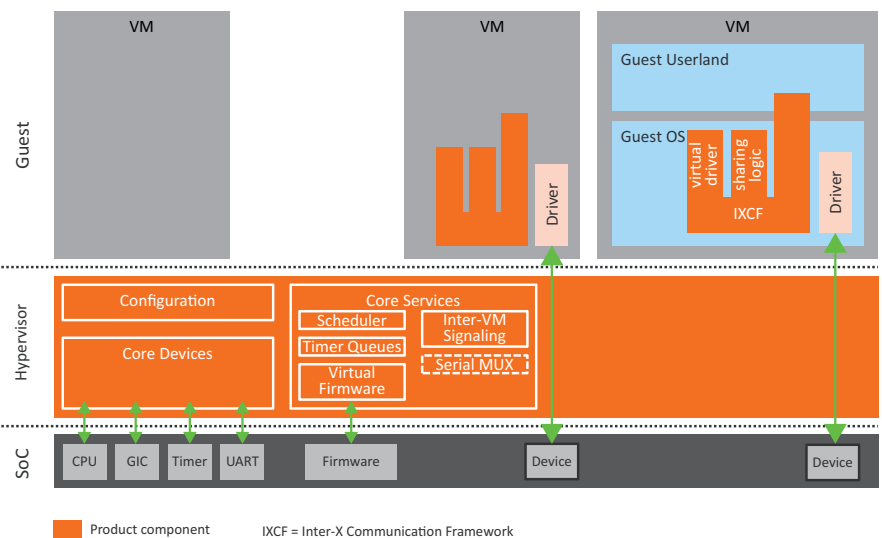 VM
VM
VM
Guest
Guest Userland
Guest OS
virtual
driver
sharing
logic
IXCF
Driver
Driver
Hypervisor
Configuration
Core Devices
Core Services
Scheduler
Timer Queues
Virtual
Firmware
Inter-VM
Signaling
Serial MUX
SoC
CPU
GIC
Timer
UART
Firmware
Device
Device
Product component
IXCF = Inter-X Communication Framework